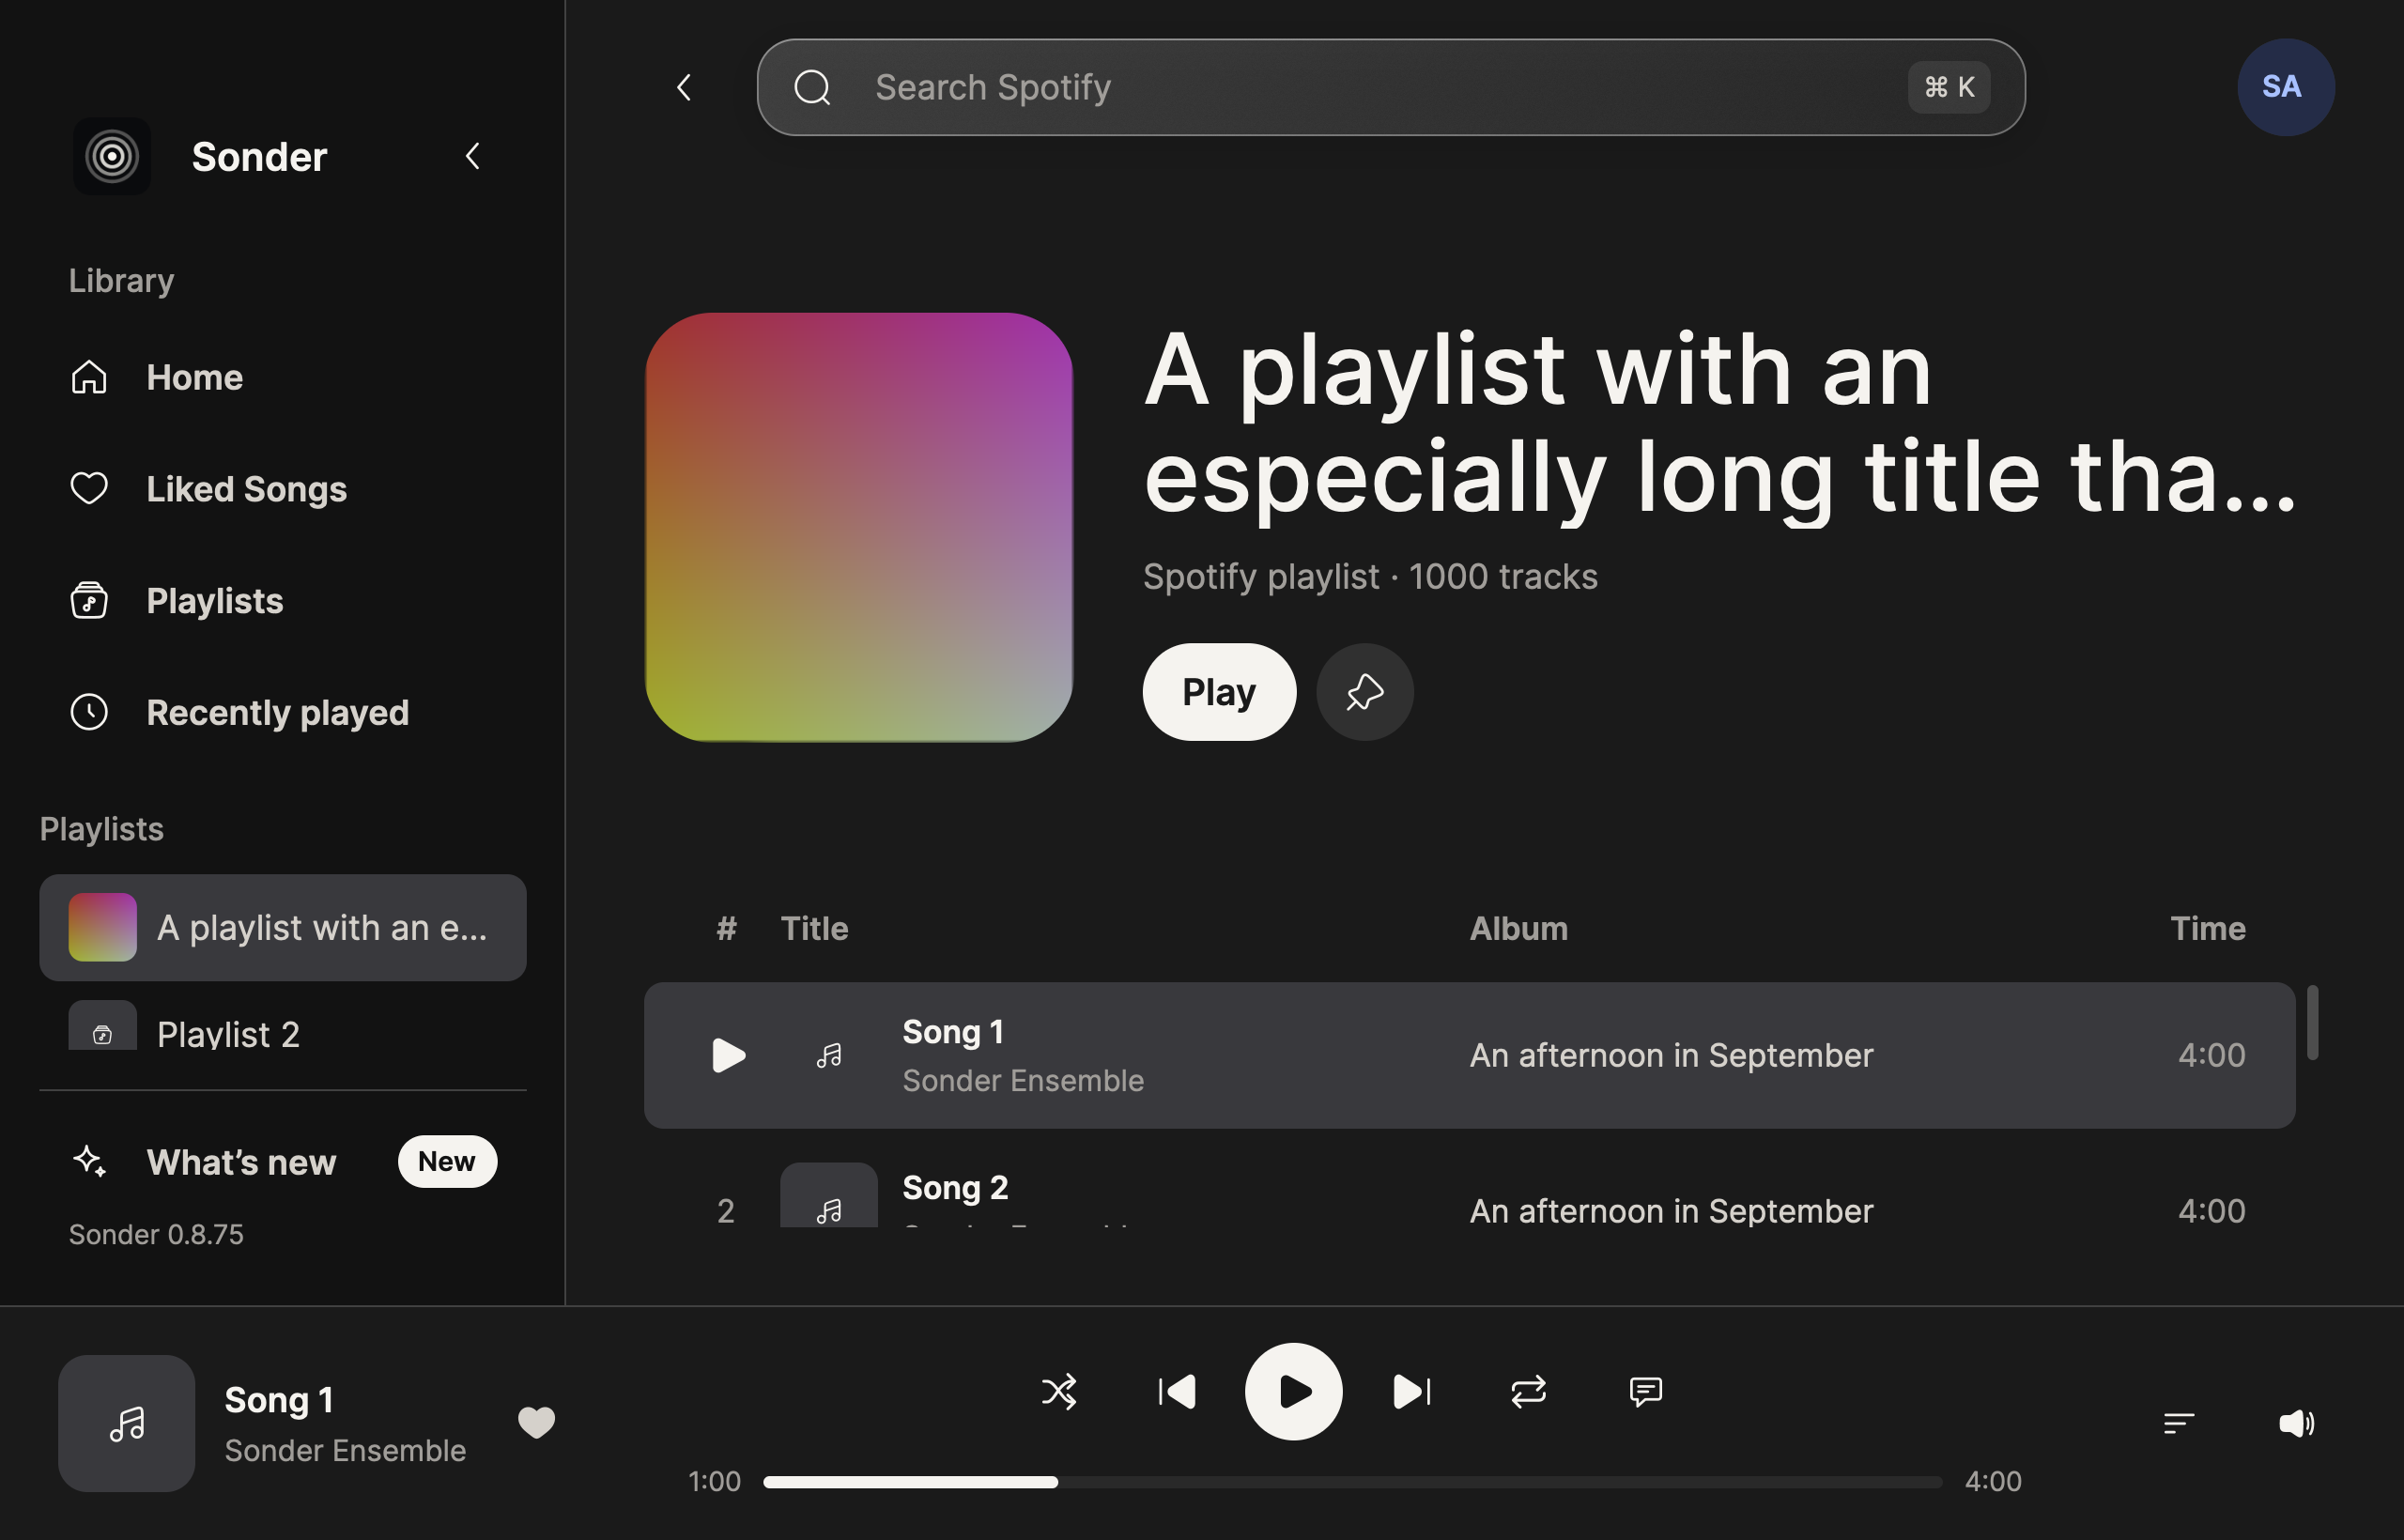 Search Spotify
⌘ K
SA
Sonder
Library
Home
Liked Songs
Playlists
Recently played
Playlists
A playlist with an e...
Playlist 2
What’s new
New
Sonder 0.8.75
A playlist with an
especially long title tha...
Spotify playlist · 1000 tracks
Play
# Title Album Time
Song 1
Sonder Ensemble
An afternoon in September
4:00
2
Song 2
An afternoon in September
4:00
Song 1
Sonder Ensemble
1:00
4:00